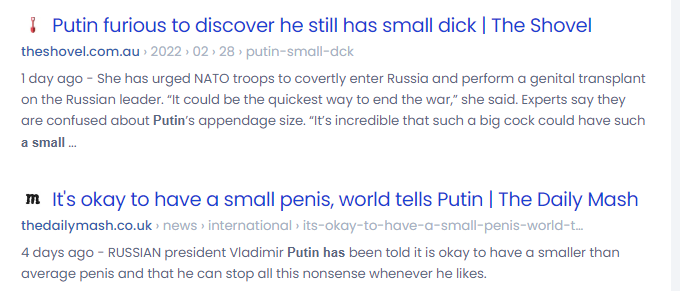 Putin furious to discover he still has small dick | The Shovel
theshovel.com.au › 2022 › 02 › 28 › putin-small-dck
1 day ago - She has urged NATO troops to covertly enter Russia and perform a genital transplant
on the Russian leader. “It could be the quickest way to end the war,” she said. Experts say they
are confused about Putin’s appendage size. “It’s incredible that such a big cock could have such
a small ...
m It's okay to have a small penis, world tells Putin | The Daily Mash
thedailymash.co.uk › news › international › its-okay-to-have-a-small-penis-world-t...
4 days ago - RUSSIAN president Vladimir Putin has been told it is okay to have a smaller than
average penis and that he can stop all this nonsense whenever he likes.